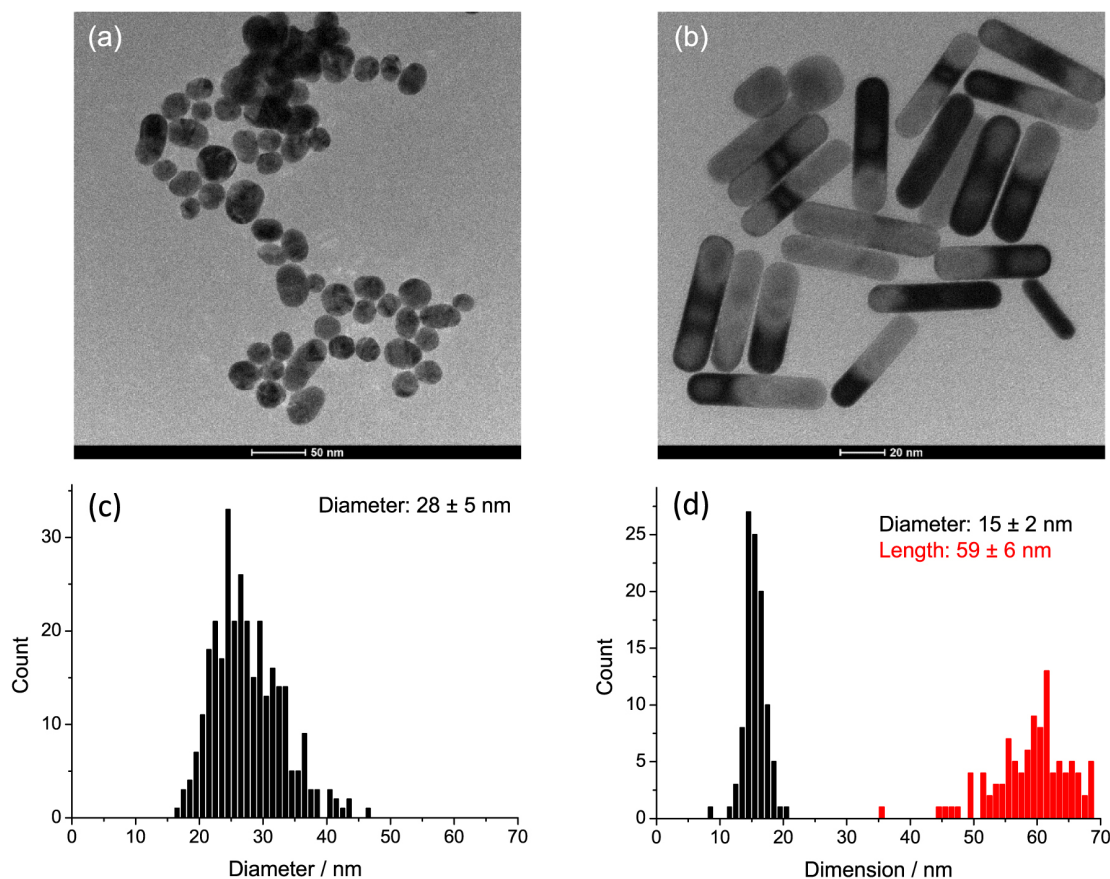 (a)
(b)
50 nm
20 nm
(c)
Diameter: 28 ± 5 nm
Count
30
20
10
0
0 10 20 30 40 50 60 70
Diameter / nm
(d)
Diameter: 15 ± 2 nm
Length: 59 ± 6 nm
Count
25
20
15
10
5
0
0 10 20 30 40 50 60 70
Dimension / nm